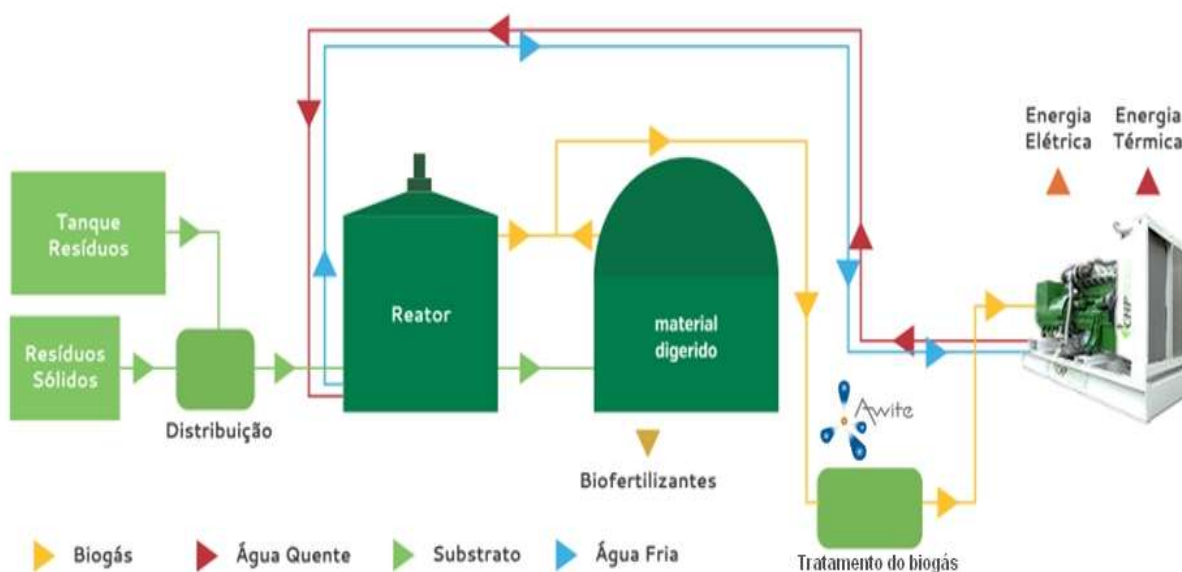 Energia
Elétrica
Energia
Térmica
Tanque
Resíduos
Reator
material
digerido
Resíduos
Sólidos
Distribuição
Awite
CHP
Biofertilizantes
Biogás
Água Quente
Substrato
Água Fria
Tratamento do biogás